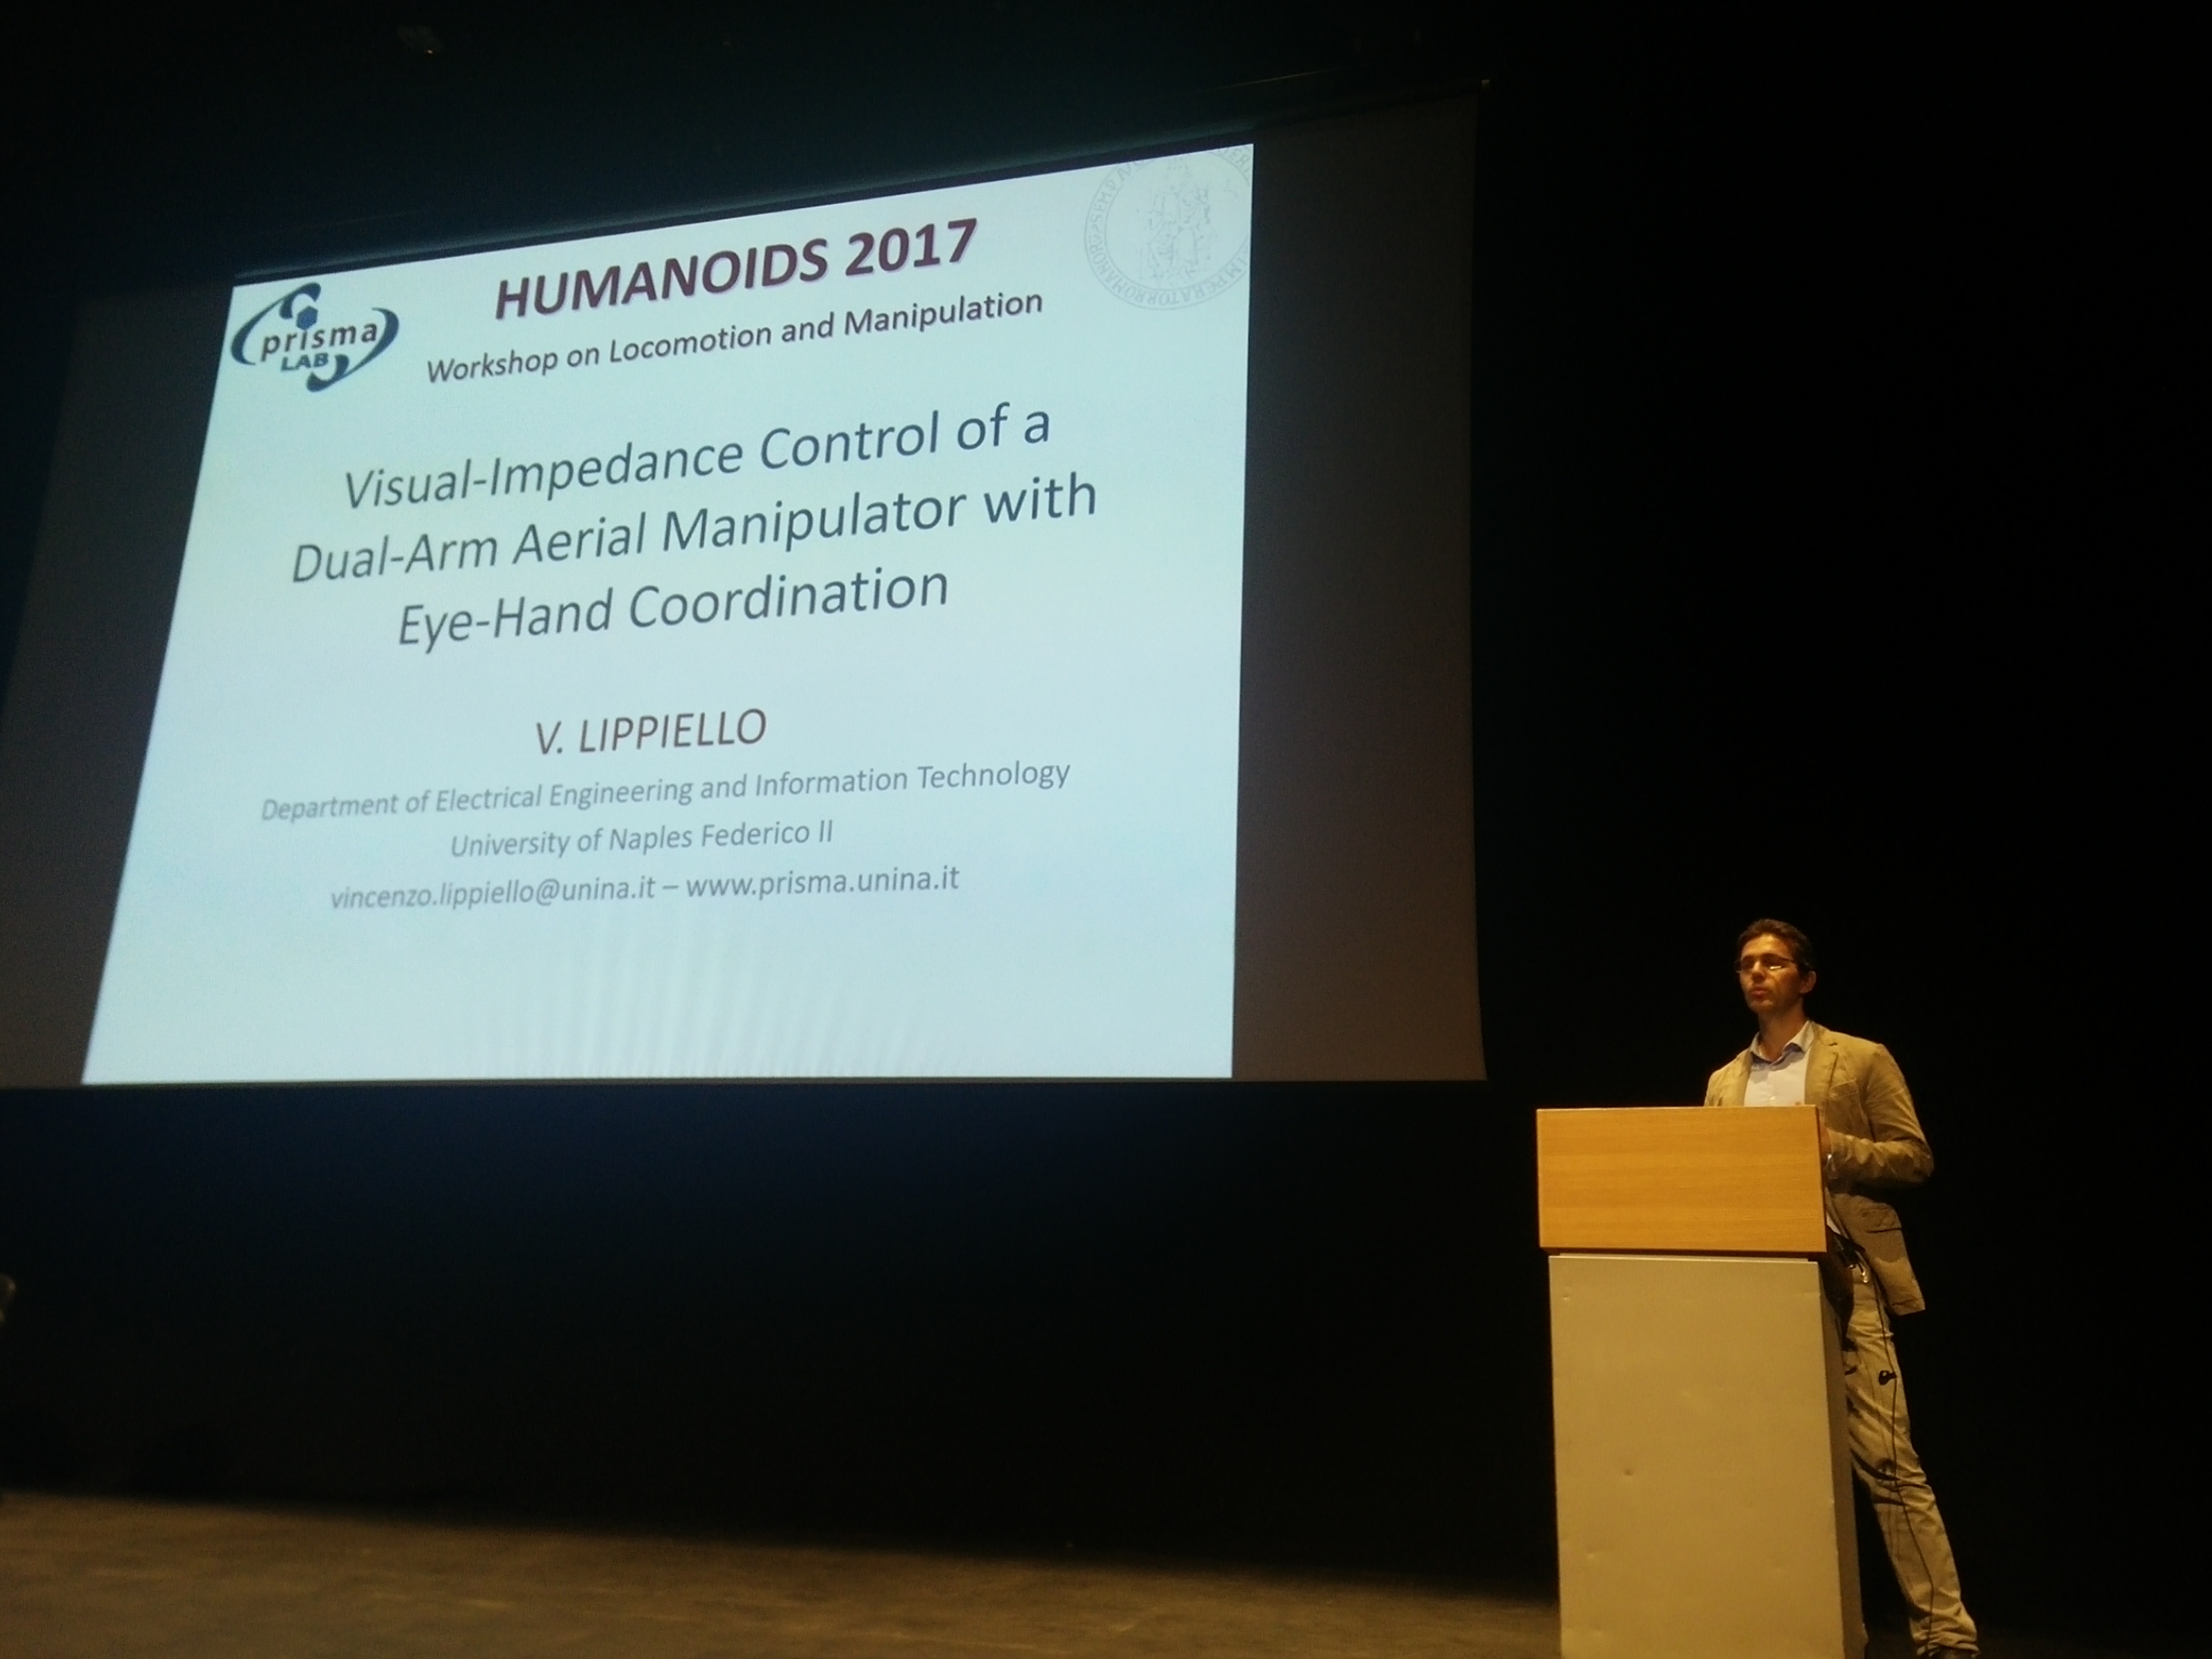 HUMANOIDS 2017
prisma
LAB
Workshop on Locomotion and Manipulation
Visual-Impedance Control of a
Dual-Arm Aerial Manipulator with
Eye-Hand Coordination
V. LIPPIELLO
Department of Electrical Engineering and Information Technology
University of Naples Federico II
vincenzo.lippiello@unina.it – www.prisma.unina.it